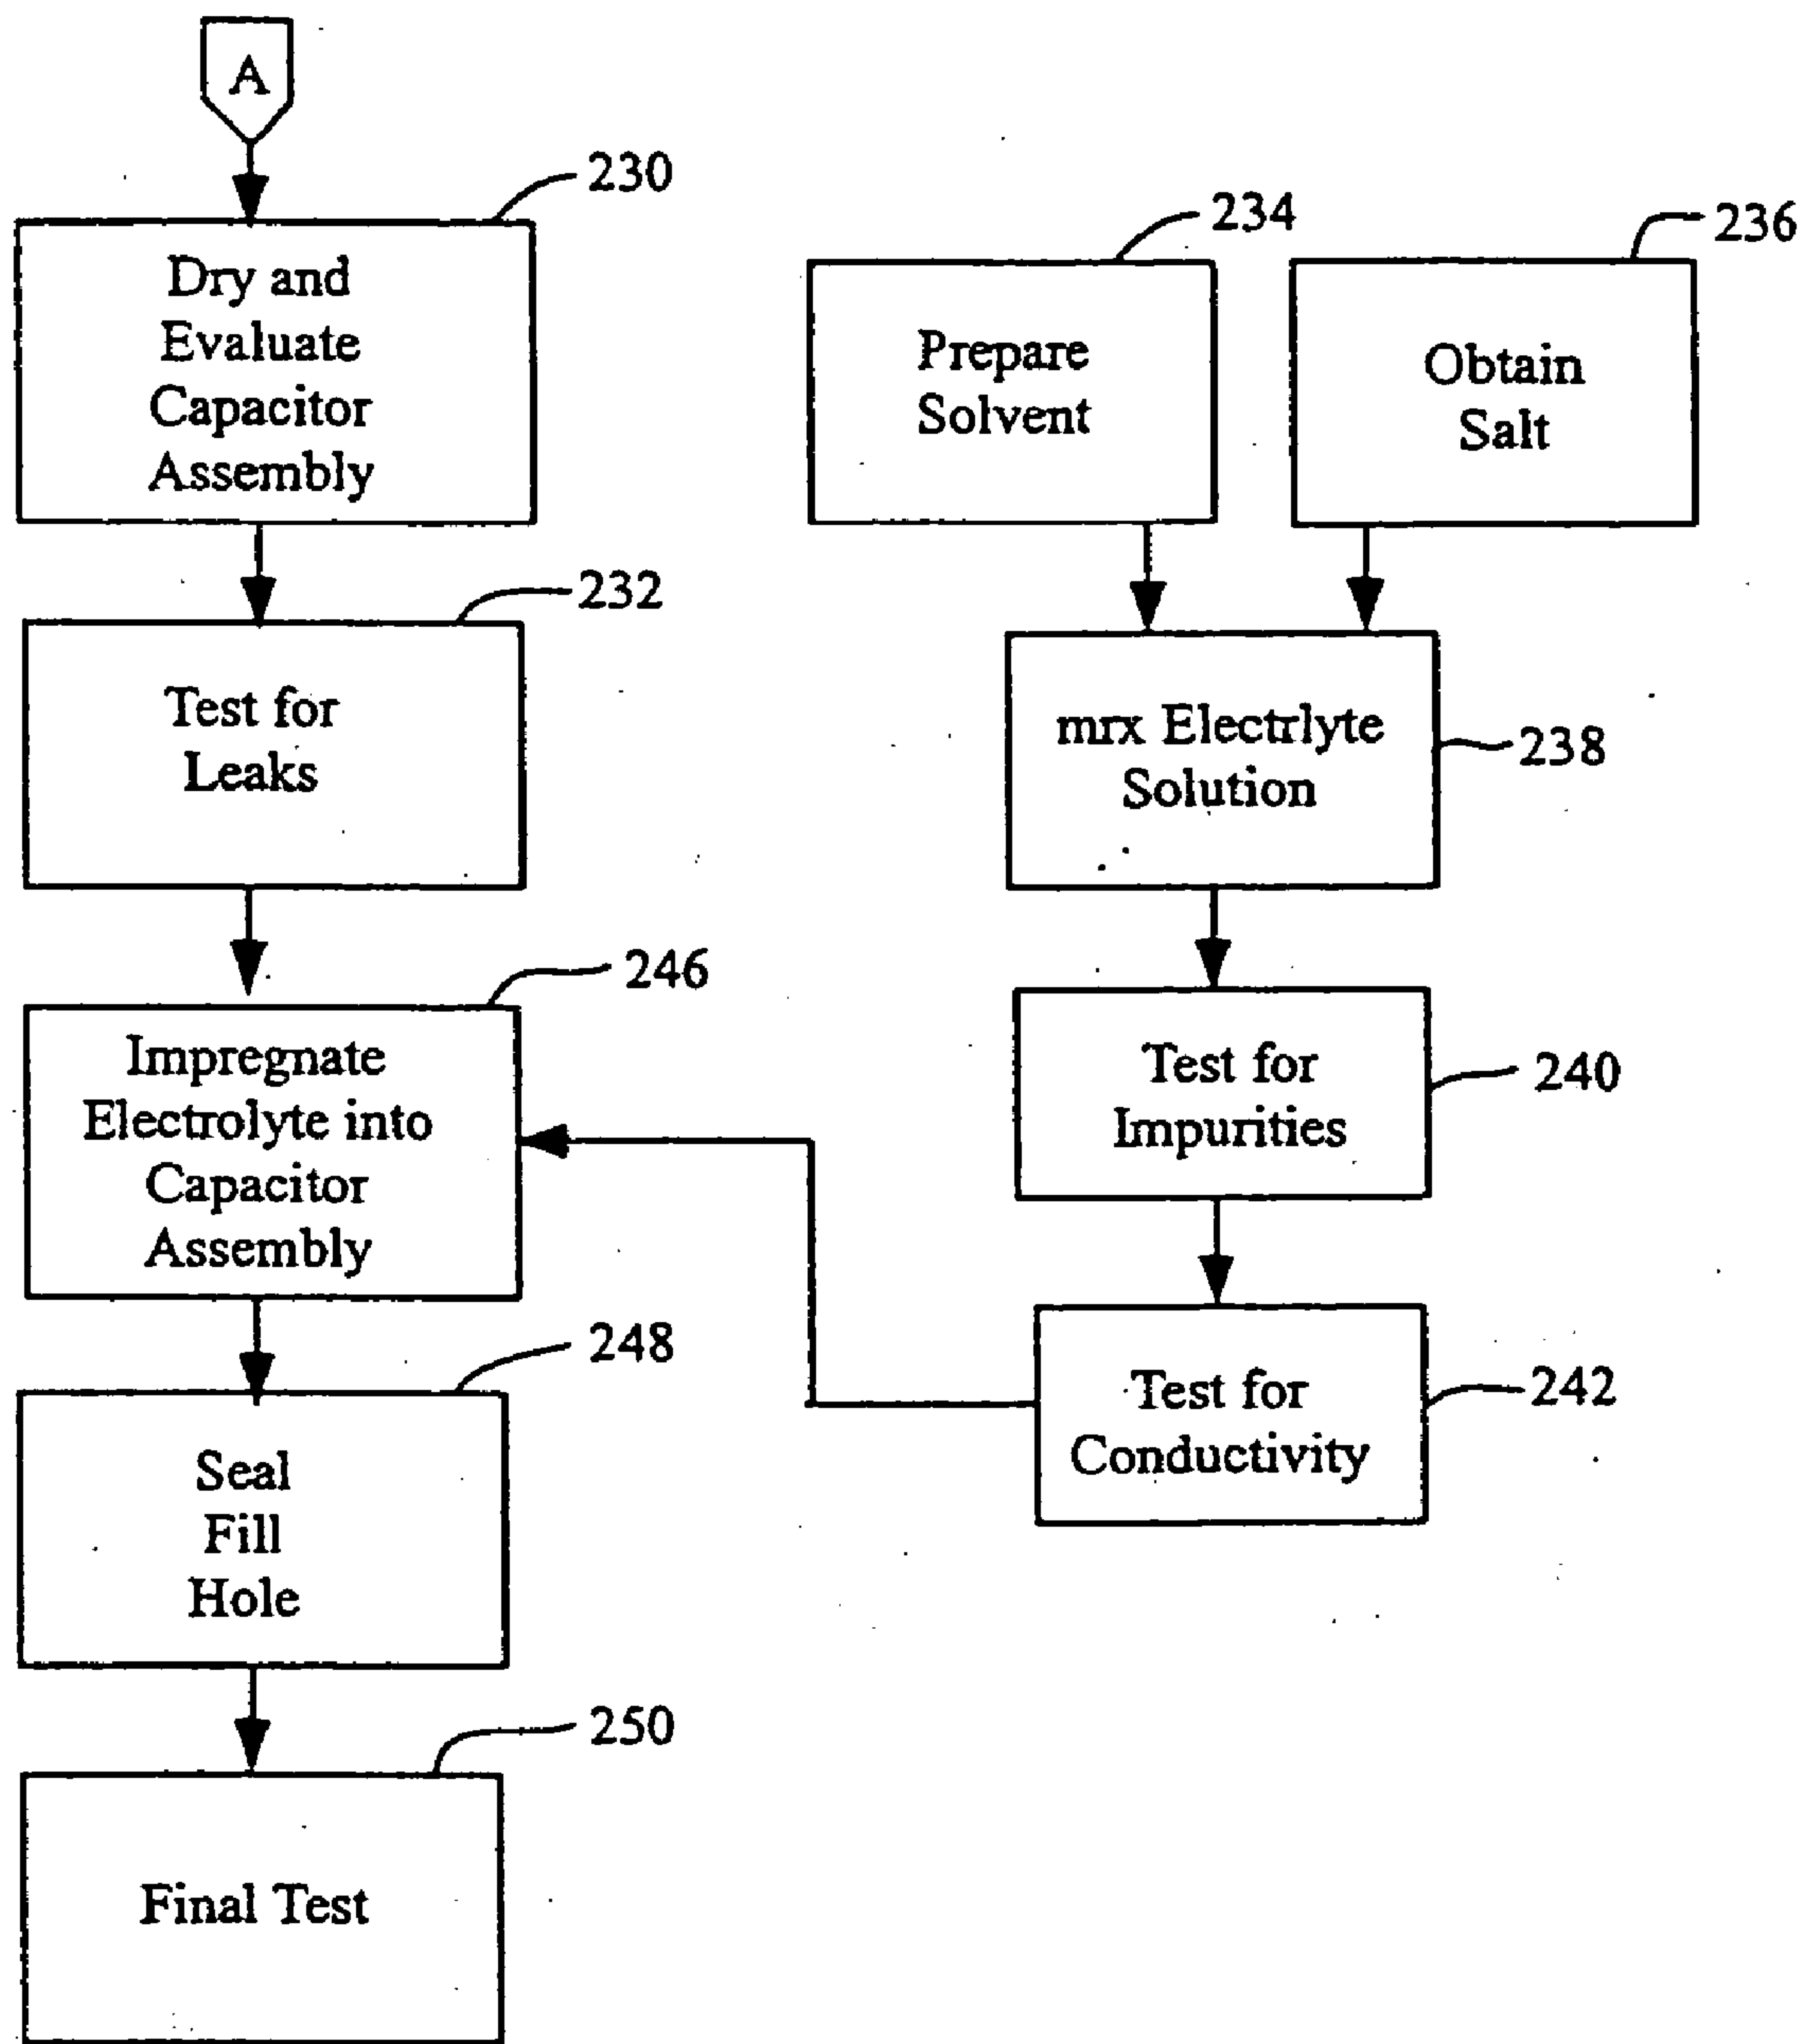 A
230
Dry and
Evaluate
Capacitor
Assembly
232
Test for
Leaks
246
Impregnate
Electrolyte into
Capacitor
Assembly
248
Seal
Fill
Hole
250
Final Test
234
Prepare
Solvent
236
Obtain
Salt
mrx Electrlyte
Solution
238
Test for
Impurities
240
Test for
Conductivity
242